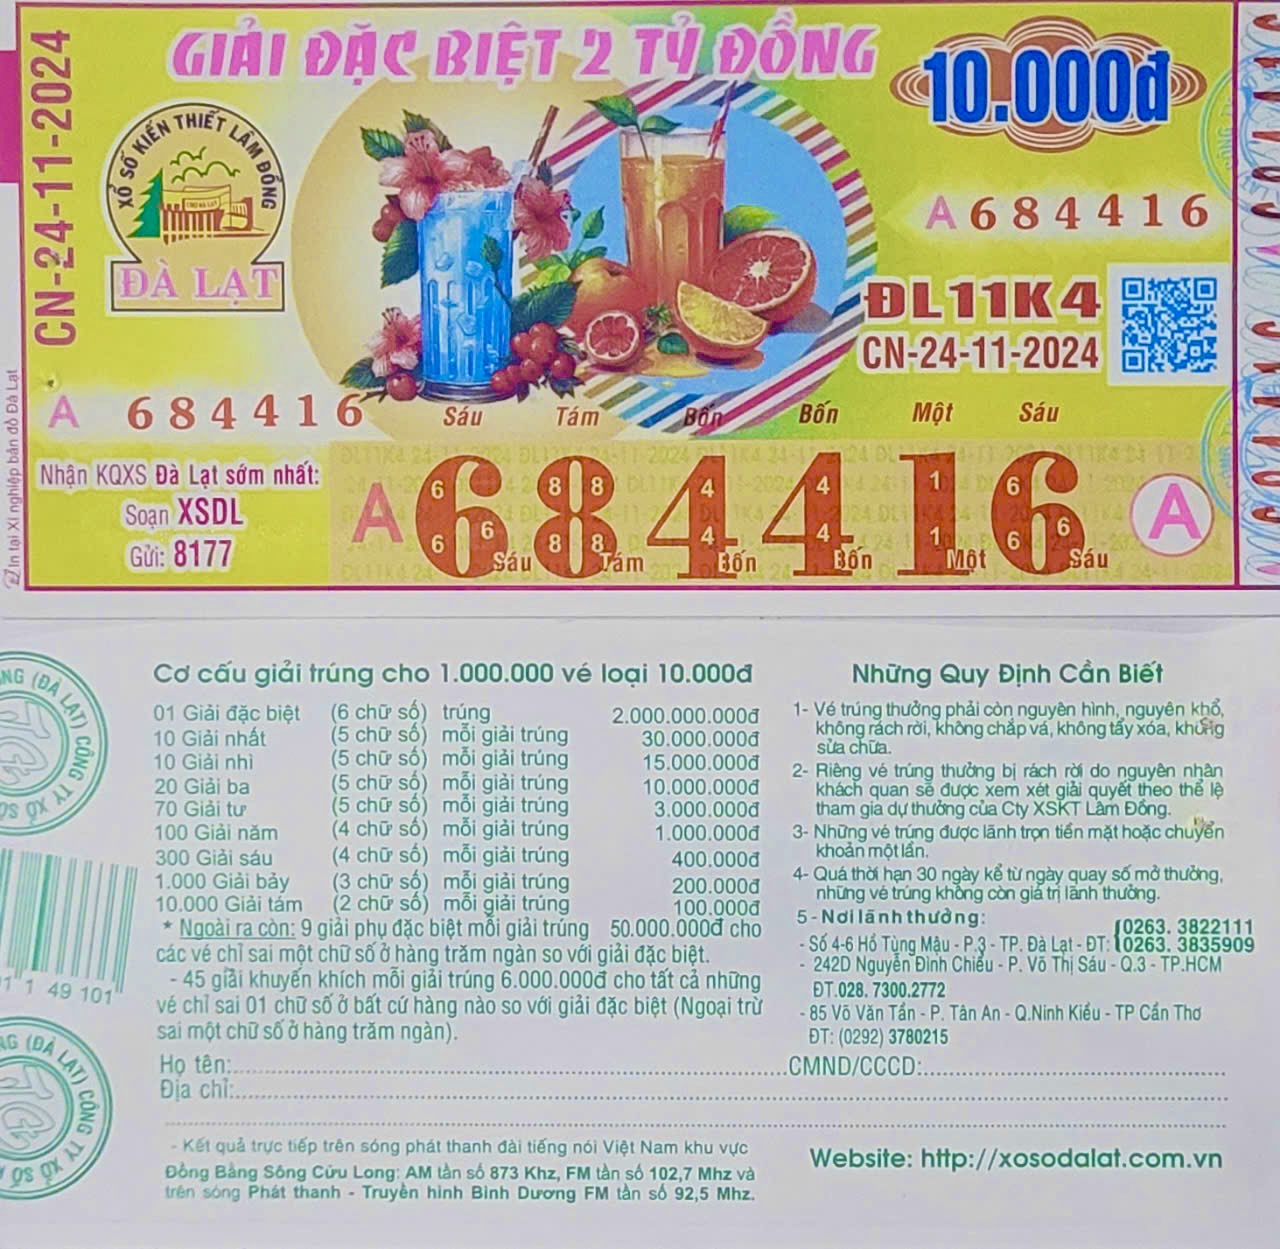 GIẢI ĐẶC BIỆT 2 TỶ ĐỒNG
10.000đ
CN-24-11-2024
XỔ SỐ KIẾN THIẾT LÂM ĐỒNG
CHỢ ĐÀ LẠT
ĐÀ LẠT
A 684416
ĐL11K4
CN-24-11-2024
In tại Xí nghiệp bản đồ Đà Lạt
A 684416
Sáu Tám Bốn Bốn Một Sáu
Nhận KQXS Đà Lạt sớm nhất:
Soạn XSDL
Gửi: 8177
A 684416 A
Sáu Tám Bốn Bốn Một Sáu
Cơ cấu giải trúng cho 1.000.000 vé loại 10.000đ
01 Giải đặc biệt (6 chữ số) trúng 2.000.000.000đ
10 Giải nhất (5 chữ số) mỗi giải trúng 30.000.000đ
10 Giải nhì (5 chữ số) mỗi giải trúng 15.000.000đ
20 Giải ba (5 chữ số) mỗi giải trúng 10.000.000đ
70 Giải tư (5 chữ số) mỗi giải trúng 3.000.000đ
100 Giải năm (4 chữ số) mỗi giải trúng 1.000.000đ
300 Giải sáu (4 chữ số) mỗi giải trúng 400.000đ
1.000 Giải bảy (3 chữ số) mỗi giải trúng 200.000đ
10.000 Giải tám (2 chữ số) mỗi giải trúng 100.000đ
* Ngoài ra còn: 9 giải phụ đặc biệt mỗi giải trúng 50.000.000đ cho
các vé chỉ sai một chữ số ở hàng trăm ngàn so với giải đặc biệt.
- 45 giải khuyến khích mỗi giải trúng 6.000.000đ cho tất cả những
vé chỉ sai 01 chữ số ở bất cứ hàng nào so với giải đặc biệt (Ngoại trừ
sai một chữ số ở hàng trăm ngàn).
Những Quy Định Cần Biết
1- Vé trúng thưởng phải còn nguyên hình, nguyên khổ,
không rách rời, không chắp vá, không tẩy xóa, không
sửa chữa.
2- Riêng vé trúng thưởng bị rách rời do nguyên nhân
khách quan sẽ được xem xét giải quyết theo thể lệ
tham gia dự thưởng của Cty XSKT Lâm Đồng.
3- Những vé trúng được lãnh trọn tiền mặt hoặc chuyển
khoản một lần.
4- Quá thời hạn 30 ngày kể từ ngày quay số mở thưởng,
những vé trúng không còn giá trị lãnh thưởng.
5 - Nơi lãnh thưởng:
- Số 4-6 Hồ Tùng Mậu - P.3 - TP. Đà Lạt - ĐT: 0263. 3822111
0263. 3835909
- 242D Nguyễn Đình Chiểu - P. Võ Thị Sáu - Q.3 - TP.HCM
ĐT.028. 7300.2772
- 85 Võ Văn Tần - P. Tân An - Q.Ninh Kiều - TP Cần Thơ
ĐT: (0292) 3780215
Họ tên: CMND/CCCD:
Địa chỉ:
- Kết quả trực tiếp trên sóng phát thanh đài tiếng nói Việt Nam khu vực
Đồng Bằng Sông Cửu Long: AM tần số 873 Khz, FM tần số 102,7 Mhz và
trên sóng Phát thanh - Truyền hình Bình Dương FM tần số 92,5 Mhz.
Website: http://xosodalat.com.vn
(ĐÀ LẠT) CÔNG TY XỔ SỐ
1 49 101
(ĐÀ LẠT) CÔNG TY XỔ SỐ